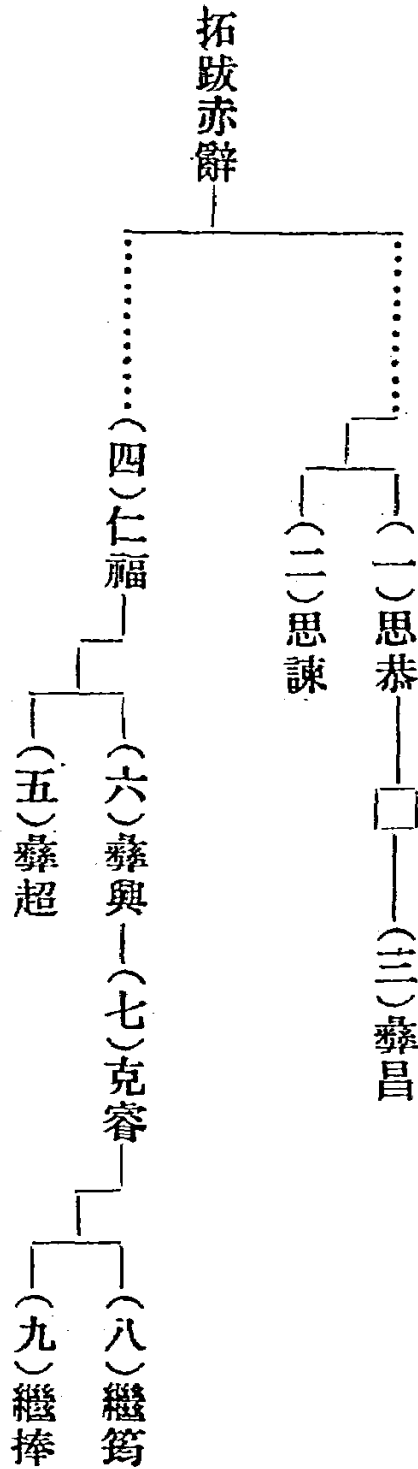 拓跋赤辭
（一）思恭
□
（三）彝昌
（二）思諫
（四）仁福
（六）彝興
（七）克睿
（八）繼筠
（九）繼捧
（五）彝超